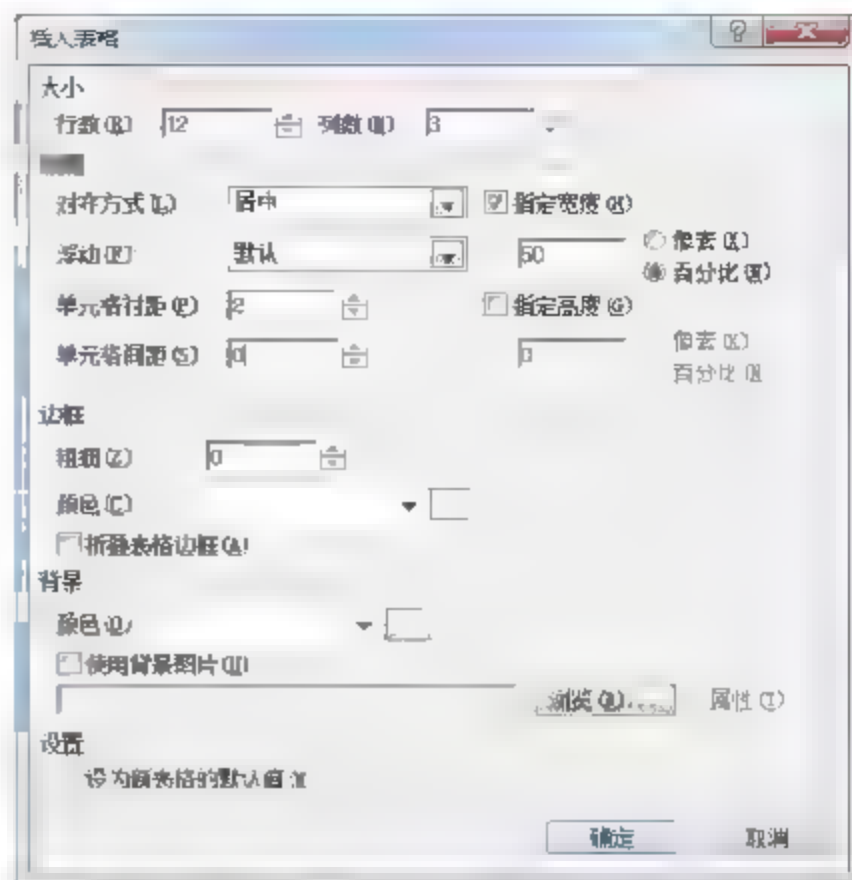 插入表格
大小
行数(R) 12 列数(M) 3
对齐方式(L) 居中 指定宽度(W)
浮动(F) 默认 50 像素(X)
百分比(R)
单元格衬距(P) 2 指定高度(G)
单元格间距(S) 0 0 像素(X)
百分比(N
边框
粗细(Z) 0
颜色(C)
折叠表格边框(A)
背景
颜色(O)
使用背景图片(U)
浏览(B)... 属性(T)
设置
设为新表格的默认值
确定 取消